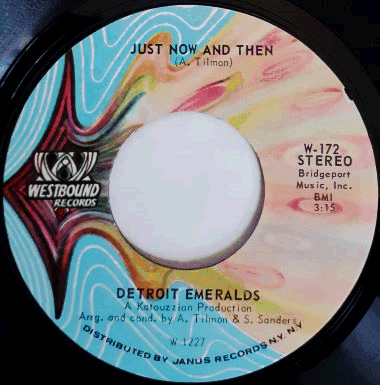 JUST NOW AND THEN
(A. Tilmon)
W-172
STEREO
Bridgeport
Music, Inc.
BMI
3:15
WESTBOUND
RECORDS
DETROIT EMERALDS
A Katouzzion Production
Arrg. and cond. by A. Tilmon & S. Sanders
W 1227
DISTRIBUTED BY JANUS RECORDS N.Y. N.Y.